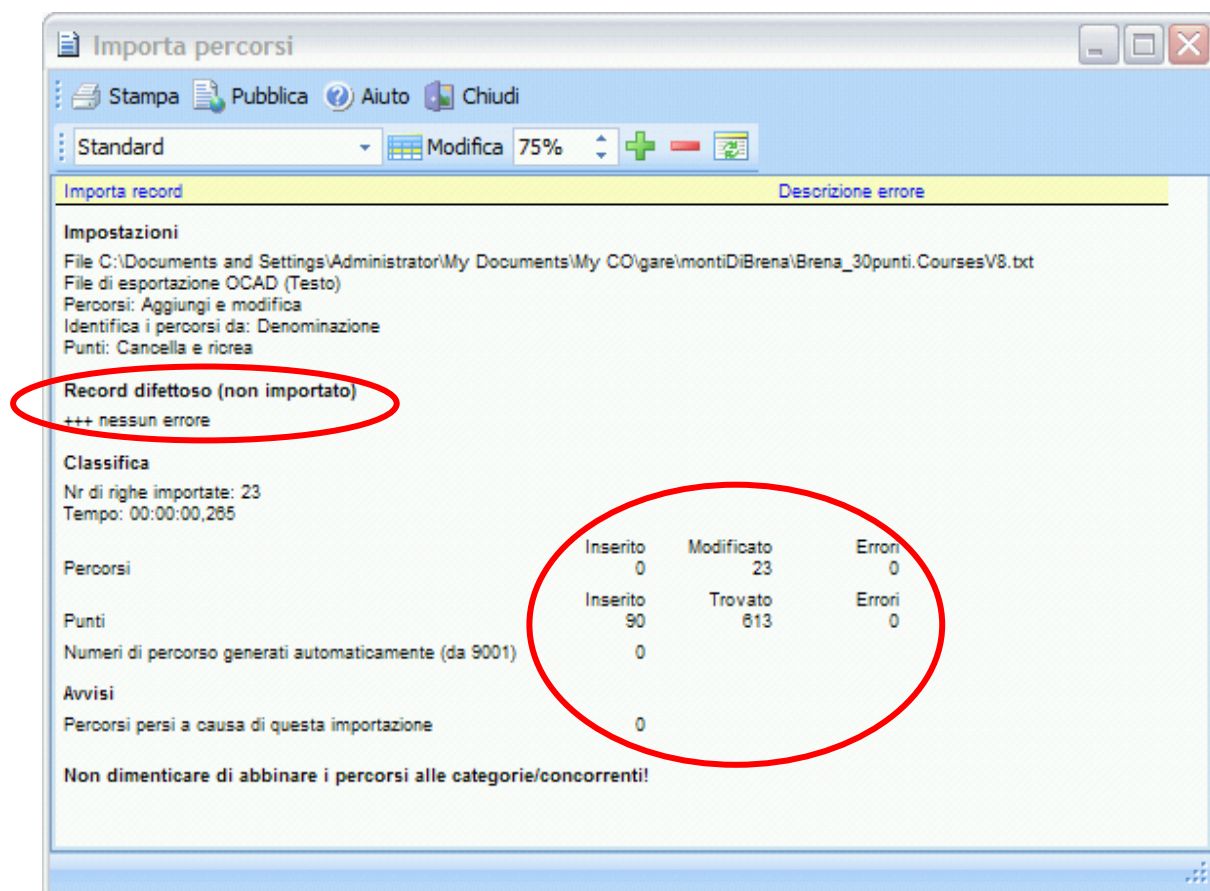 Importa percorsi
Stampa Pubblica Aiuto Chiudi
Standard Modifica 75%
Importa record Descrizione errore
Impostazioni
File C:\Documents and Settings\Administrator\My Documents\My CO\gare\montiDiBrena\Brena_30punti.CoursesV8.txt
File di esportazione OCAD (Testo)
Percorsi: Aggiungi e modifica
Identifica i percorsi da: Denominazione
Punti: Cancella e ricrea
Record difettoso (non importato)
+++ nessun errore
Classifica
Nr di righe importate: 23
Tempo: 00:00:00,265
Inserito Modificato Errori
Percorsi 0 23 0
Inserito Trovato Errori
Punti 90 613 0
Numeri di percorso generati automaticamente (da 9001) 0
Avvisi
Percorsi persi a causa di questa importazione 0
Non dimenticare di abbinare i percorsi alle categorie/concorrenti!